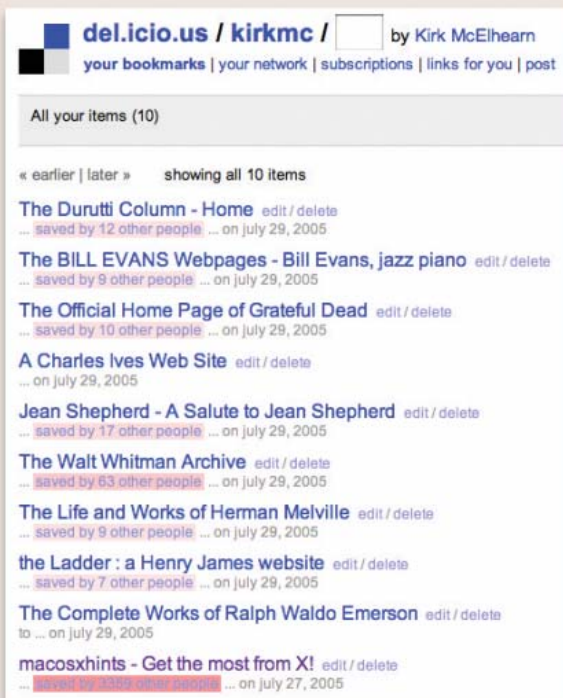 del.icio.us / kirkmc / by Kirk McElhearn
your bookmarks | your network | subscriptions | links for you | post
All your items (10)
« earlier | later » showing all 10 items
The Durutti Column - Home edit / delete
... saved by 12 other people ... on july 29, 2005
The BILL EVANS Webpages - Bill Evans, jazz piano edit / delete
... saved by 9 other people ... on july 29, 2005
The Official Home Page of Grateful Dead edit / delete
... saved by 10 other people ... on july 29, 2005
A Charles Ives Web Site edit / delete
... on july 29, 2005
Jean Shepherd - A Salute to Jean Shepherd edit / delete
... saved by 17 other people ... on july 29, 2005
The Walt Whitman Archive edit / delete
... saved by 63 other people ... on july 29, 2005
The Life and Works of Herman Melville edit / delete
... saved by 9 other people ... on july 29, 2005
the Ladder : a Henry James website edit / delete
... saved by 7 other people ... on july 29, 2005
The Complete Works of Ralph Waldo Emerson edit / delete
to ... on july 29, 2005
macosxhints - Get the most from X! edit / delete
... saved by 3359 other people ... on july 27, 2005